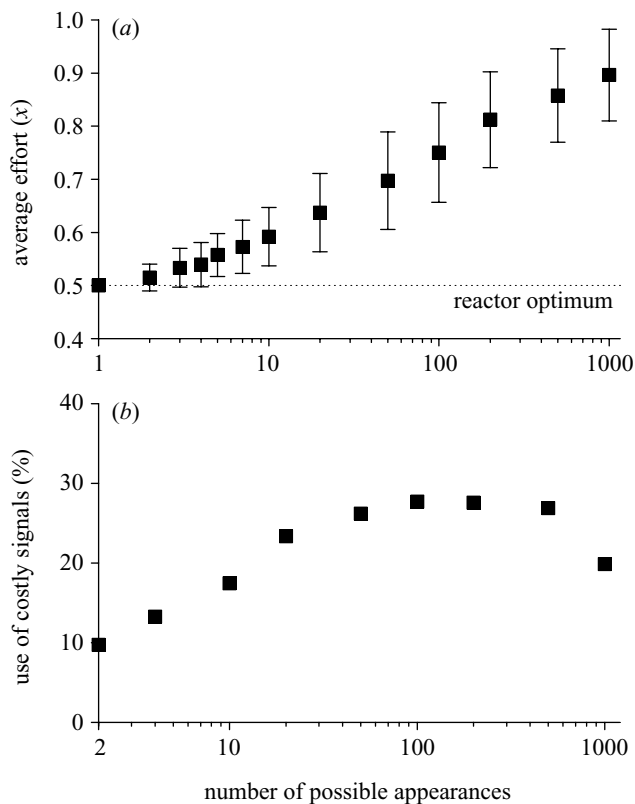 (a)
1.0
0.9
0.8
0.7
0.6
0.5
0.4
average effort (x)
reactor optimum
1 10 100 1000
(b)
40
30
20
10
0
use of costly signals (%)
2 10 100 1000
number of possible appearances